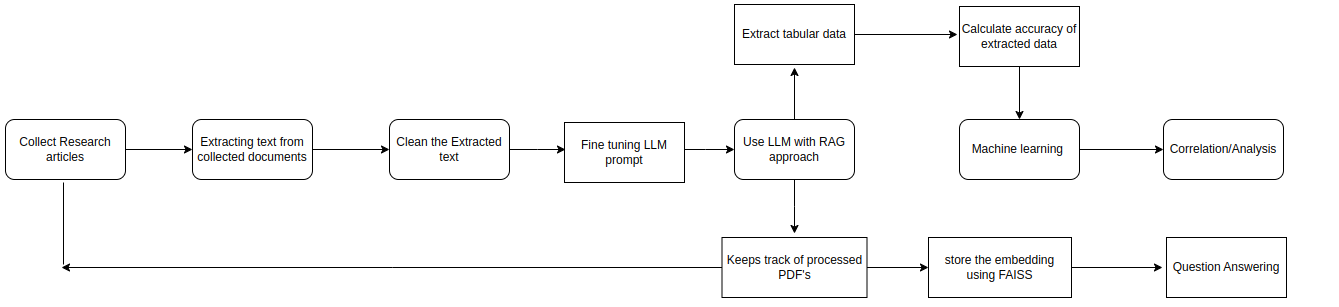 Extract tabular data
Calculate accuracy of
extracted data
Collect Research
articles
Extracting text from
collected documents
Clean the Extracted
text
Fine tuning LLM
prompt
Use LLM with RAG
approach
Machine learning
Correlation/Analysis
Keeps track of processed
PDF's
store the embedding
using FAISS
Question Answering